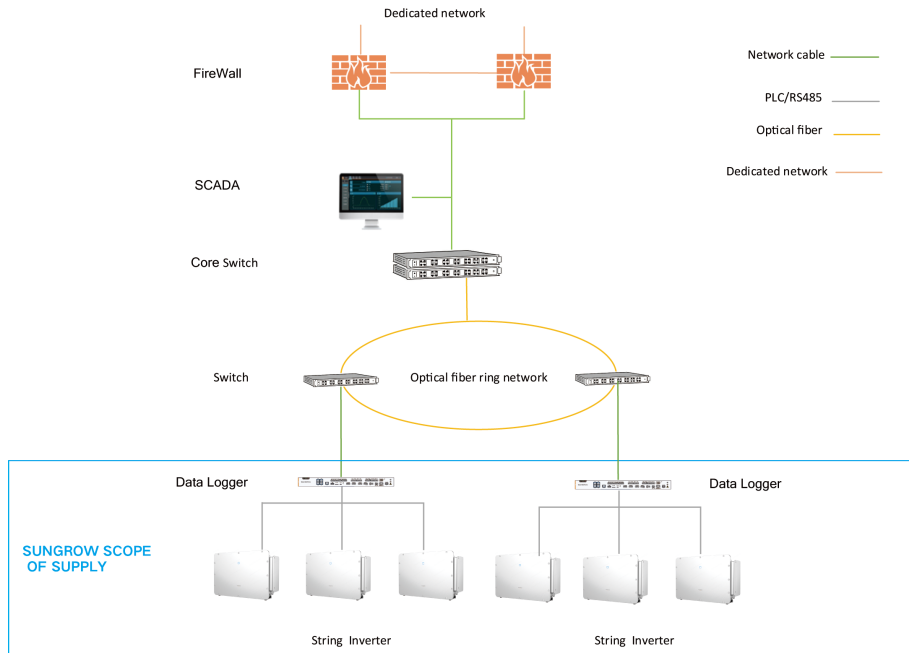 Dedicated network
FireWall
Network cable
PLC/RS485
Optical fiber
Dedicated network
SCADA
Core Switch
Switch
Optical fiber ring network
Data Logger
Data Logger
SUNGROW SCOPE
OF SUPPLY
String Inverter
String Inverter